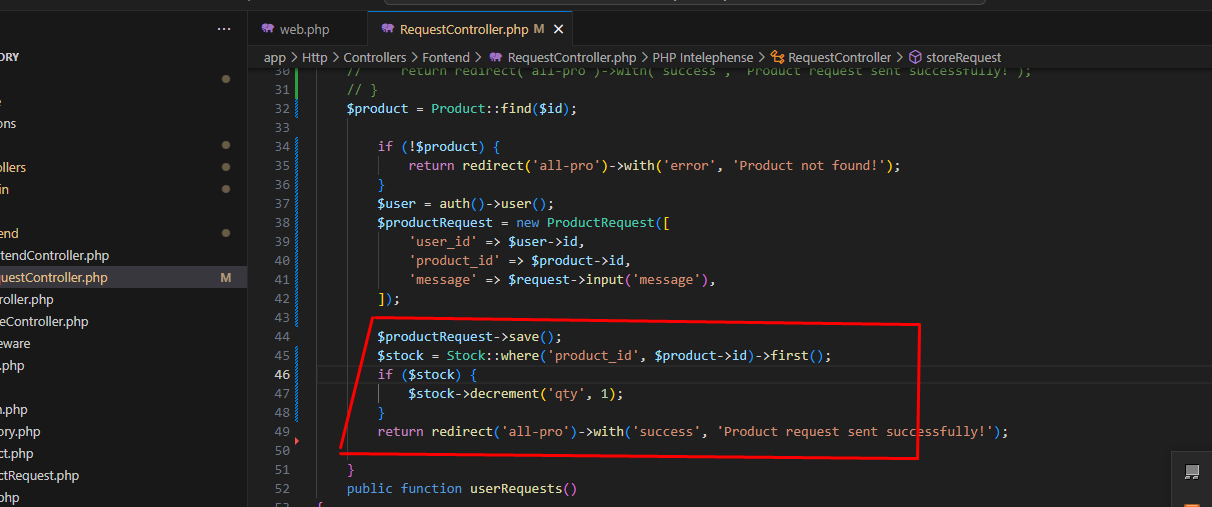 ... web.php RequestController.php M ×
ORY app > Http > Controllers > Fontend > RequestController.php > PHP Intelephense > RequestController > storeRequest
30 // return redirect('all-pro')->with('success', 'Product request sent successfully!');
31 // }
32 $product = Product::find($id);
33
34 if (!$product) {
35 return redirect('all-pro')->with('error', 'Product not found!');
36 }
37 $user = auth()->user();
38 $productRequest = new ProductRequest([
39 'user_id' => $user->id,
40 'product_id' => $product->id,
41 'message' => $request->input('message'),
42 ]);
43
44 $productRequest->save();
45 $stock = Stock::where('product_id', $product->id)->first();
46 if ($stock) {
47 $stock->decrement('qty', 1);
48 }
49 return redirect('all-pro')->with('success', 'Product request sent successfully!');
50
51 }
52 public function userRequests()
ons
ollers
in
end
ntendController.php
questController.php M
roller.php
eController.php
eware
.php
n.php
ory.php
ct.php
ctRequest.php
php